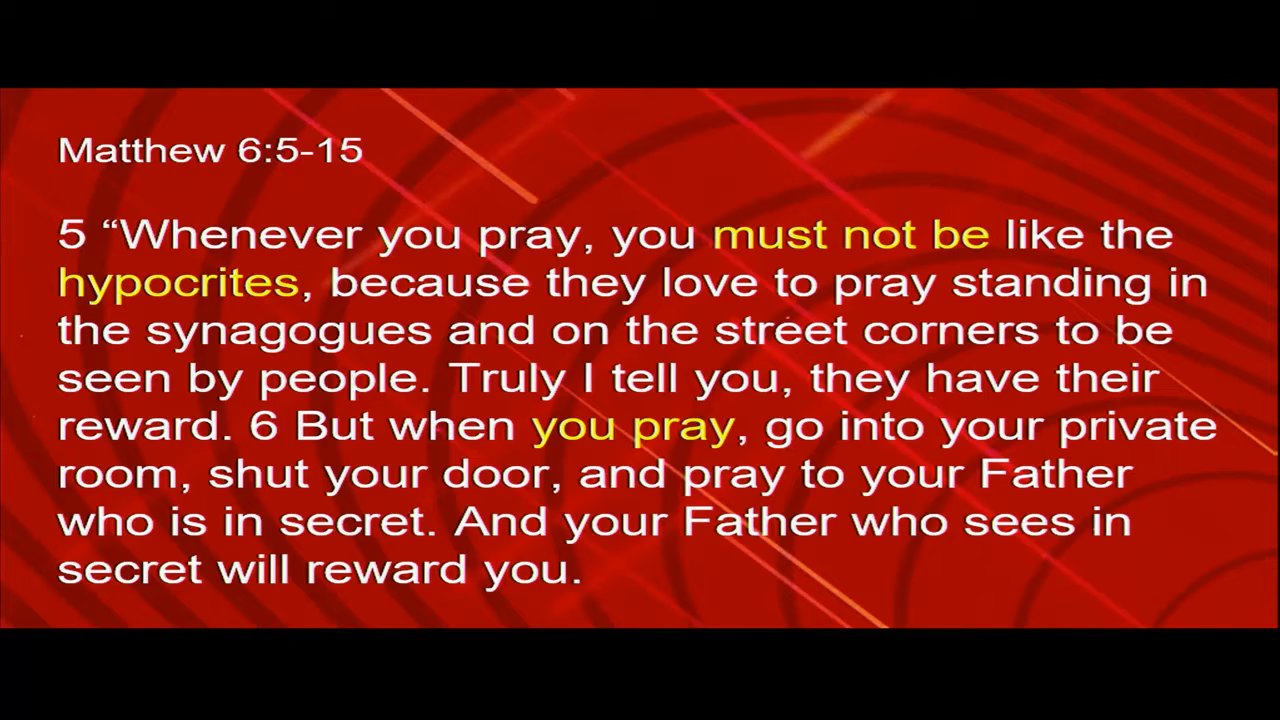 Matthew 6:5-15
5 “Whenever you pray, you must not be like the
hypocrites, because they love to pray standing in
the synagogues and on the street corners to be
seen by people. Truly I tell you, they have their
reward. 6 But when you pray, go into your private
room, shut your door, and pray to your Father
who is in secret. And your Father who sees in
secret will reward you.